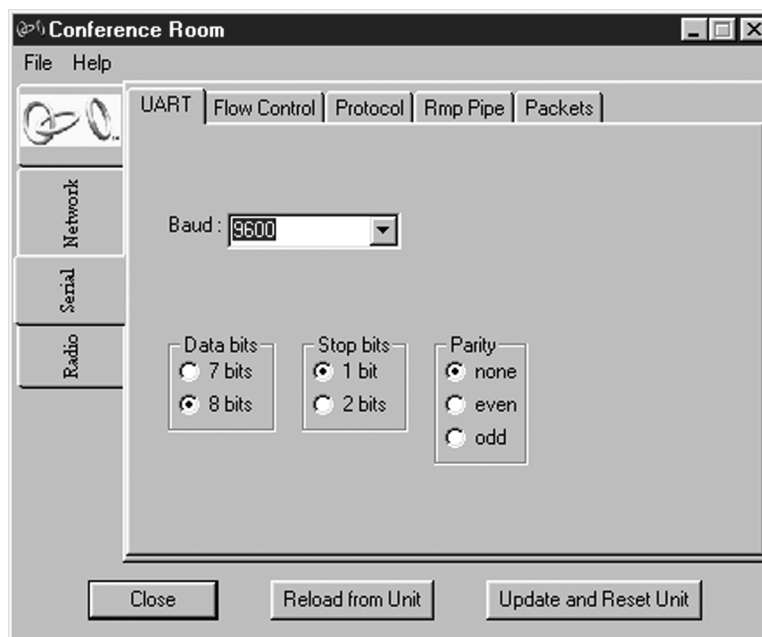 Conference Room
File Help
UART Flow Control Protocol Rmp Pipe Packets
Network
Serial
Radio
Baud : 9600
Data bits Stop bits Parity
7 bits 1 bit none
8 bits 2 bits even
odd
Close Reload from Unit Update and Reset Unit